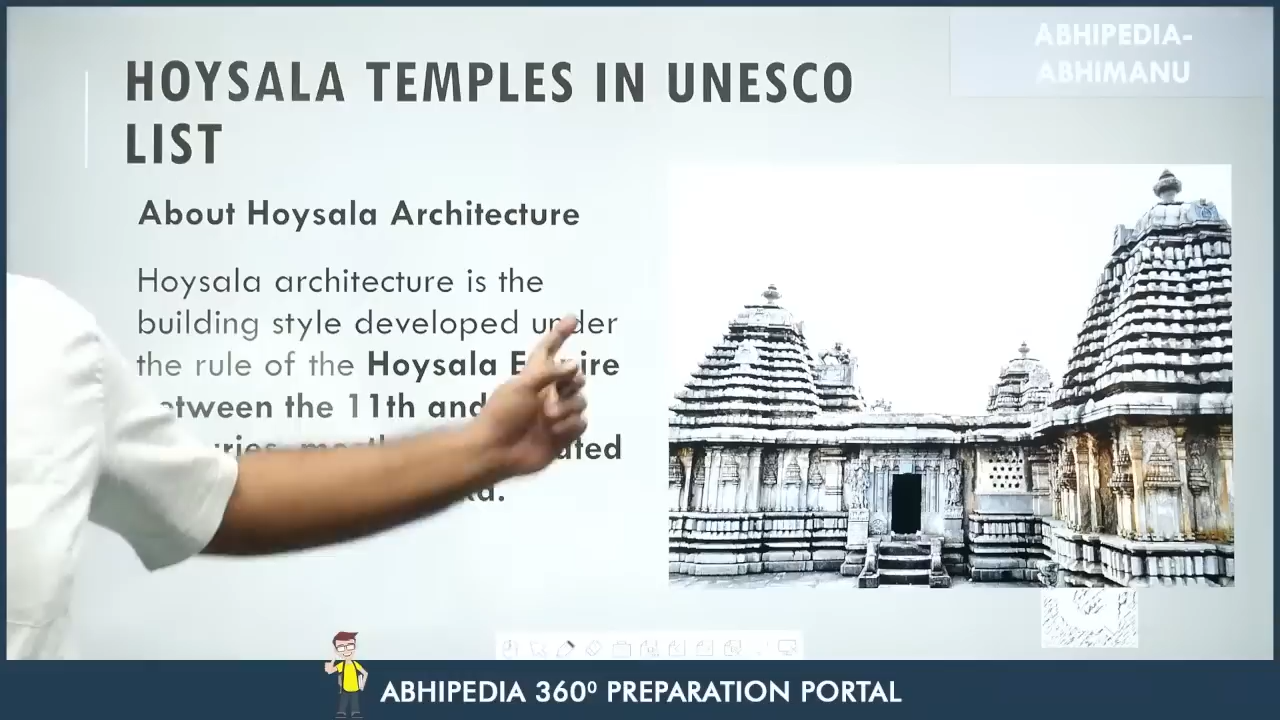 ABHIPEDIA-
ABHIMANU
HOYSALA TEMPLES IN UNESCO
LIST
About Hoysala Architecture
Hoysala architecture is the
building style developed under
the rule of the Hoysala
between the 11th and
ABHIPEDIA 360⁰ PREPARATION PORTAL